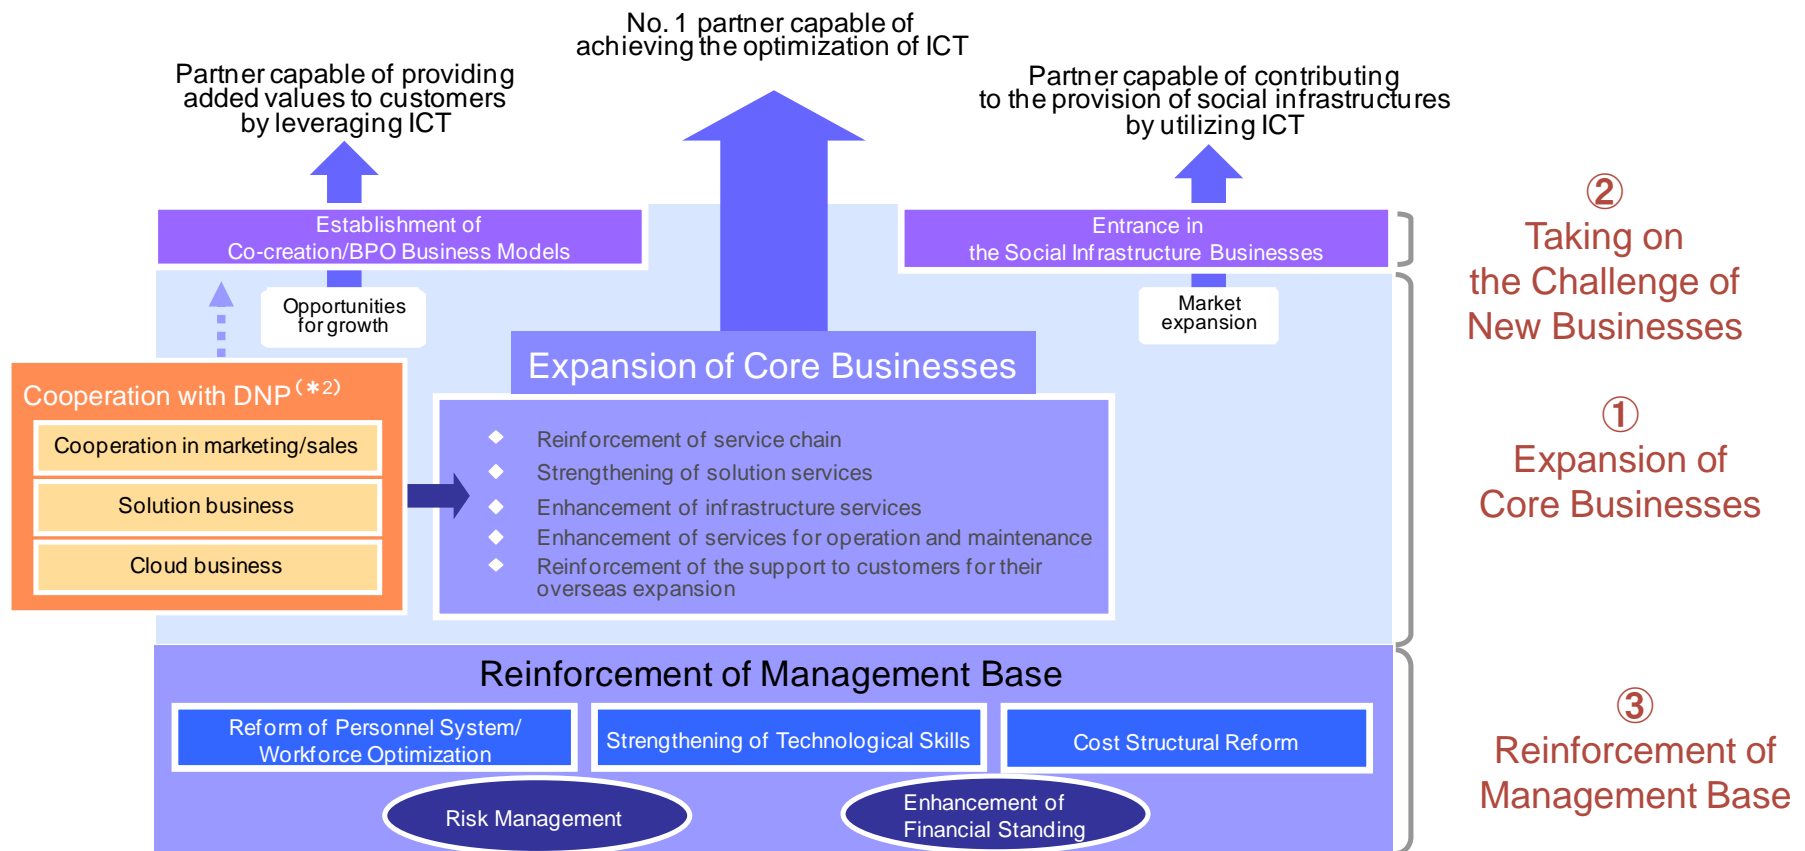 No. 1 partner capable of
achieving the optimization of ICT
Partner capable of providing
added values to customers
by leveraging ICT
Partner capable of contributing
to the provision of social infrastructures
by utilizing ICT
Establishment of
Co-creation/BPO Business Models
Entrance in
the Social Infrastructure Businesses
②
Taking on
the Challenge of
New Businesses
Opportunities
for growth
Market
expansion
Expansion of Core Businesses
Cooperation with DNP(*2)
Cooperation in marketing/sales
Solution business
Cloud business
◆ Reinforcement of service chain
◆ Strengthening of solution services
◆ Enhancement of infrastructure services
◆ Enhancement of services for operation and maintenance
◆ Reinforcement of the support to customers for their
overseas expansion
①
Expansion of
Core Businesses
Reinforcement of Management Base
Reform of Personnel System/
Workforce Optimization
Strengthening of Technological Skills
Cost Structural Reform
Risk Management
Enhancement of
Financial Standing
③
Reinforcement of
Management Base